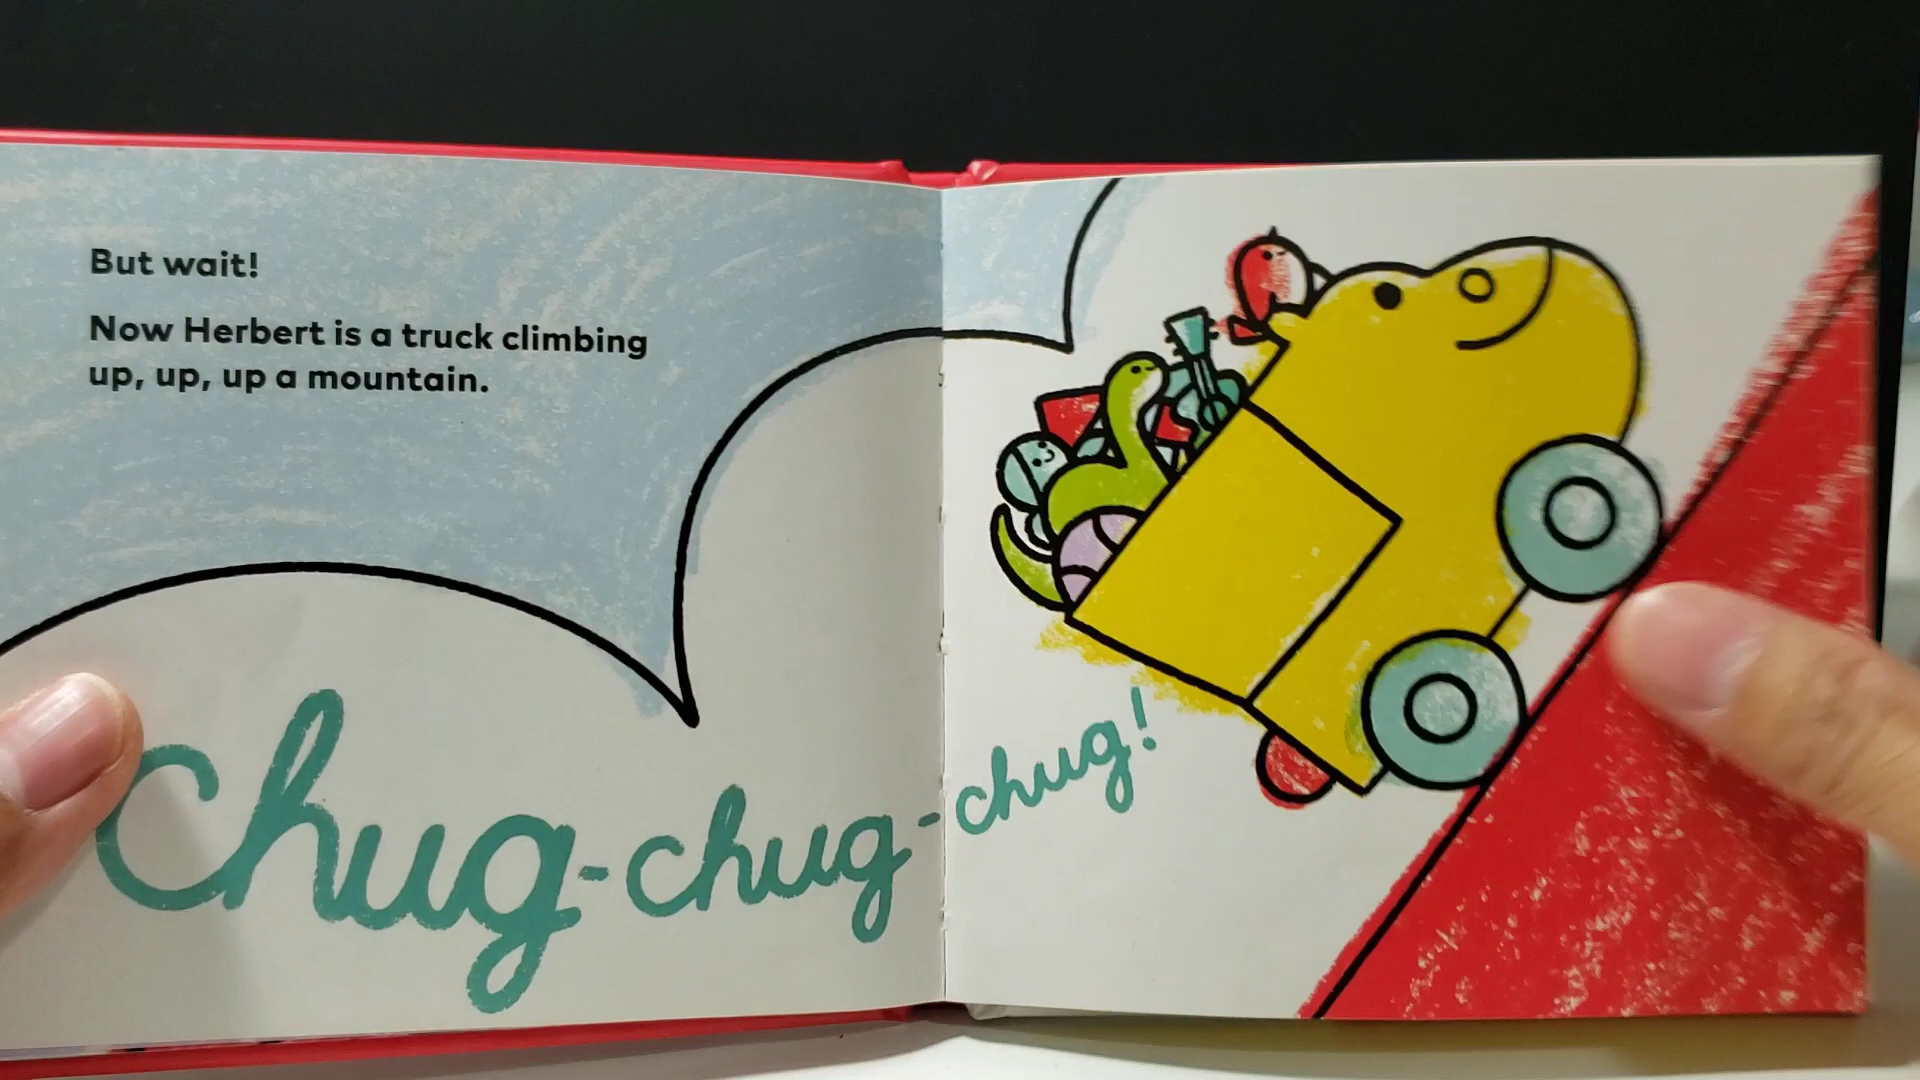 But wait!
Now Herbert is a truck climbing
up, up, up a mountain.
Chug-chug-chug!